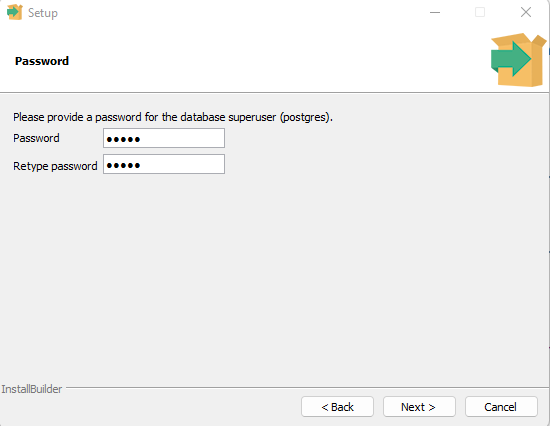 Setup
Password
Please provide a password for the database superuser (postgres).
Password •••••
Retype password •••••
InstallBuilder
< Back Next > Cancel